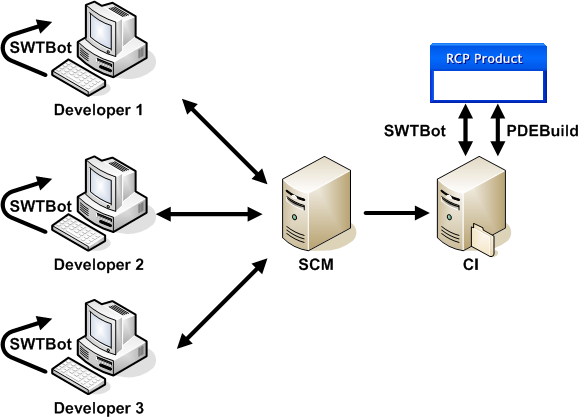 SWTBot
Developer 1
RCP Product
SWTBot
PDEBuild
SWTBot
Developer 2
SCM
CI
SWTBot
Developer 3